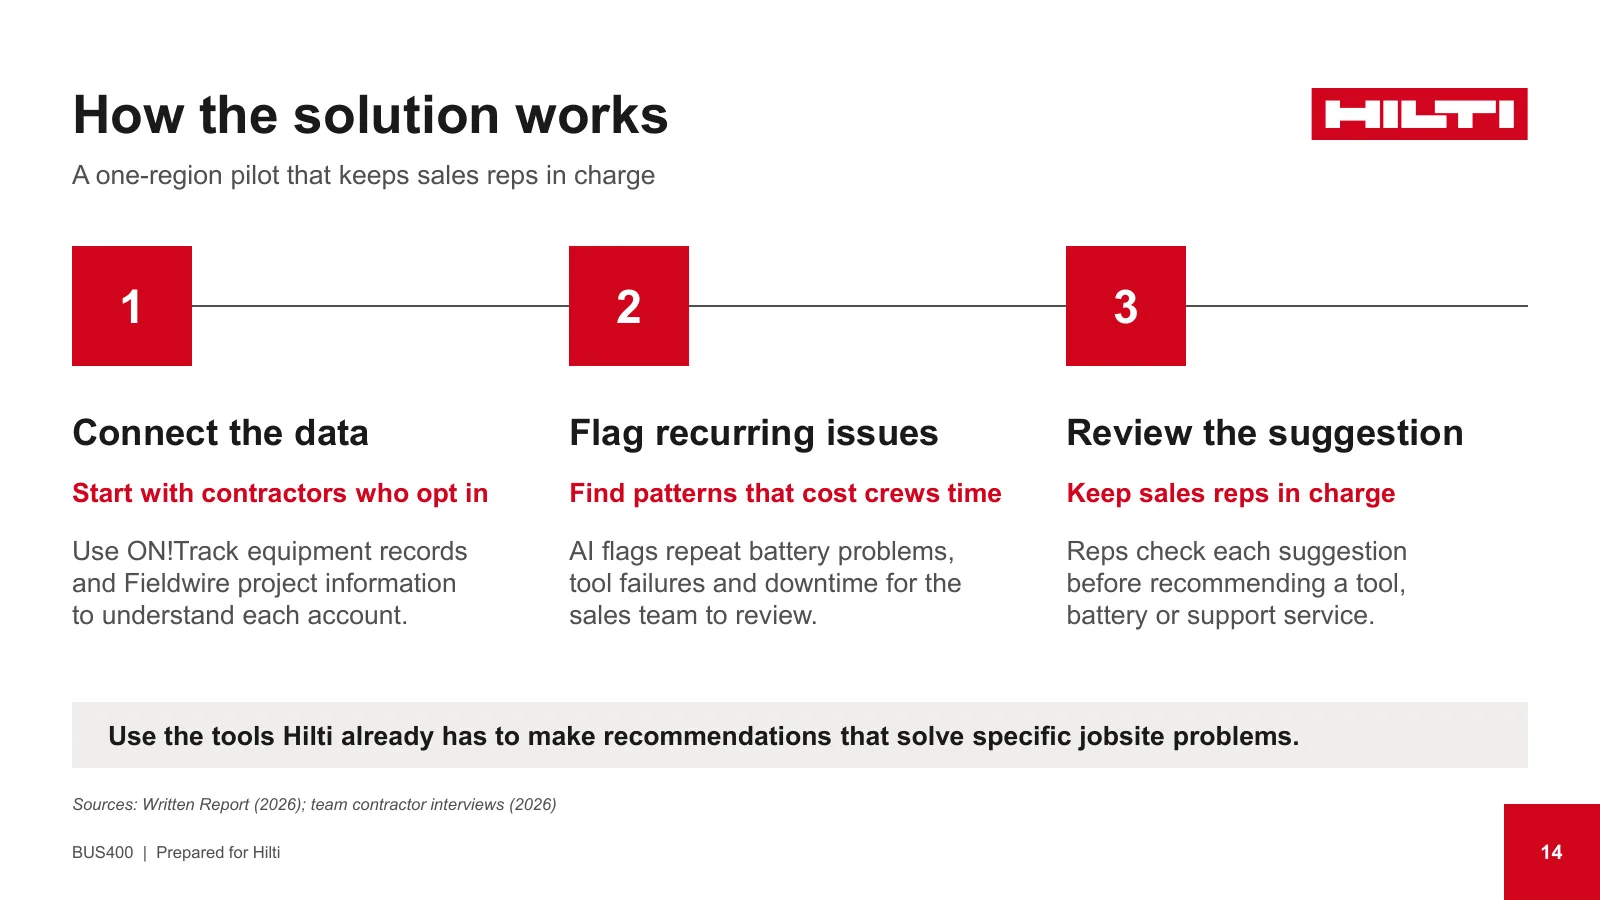 How the solution works
HILTI
A one-region pilot that keeps sales reps in charge
1
2
3
Connect the data
Start with contractors who opt in
Use ON!Track equipment records
and Fieldwire project information
to understand each account.
Flag recurring issues
Find patterns that cost crews time
AI flags repeat battery problems,
tool failures and downtime for the
sales team to review.
Review the suggestion
Keep sales reps in charge
Reps check each suggestion
before recommending a tool,
battery or support service.
Use the tools Hilti already has to make recommendations that solve specific jobsite problems.
Sources: Written Report (2026); team contractor interviews (2026)
BUS400 | Prepared for Hilti
14